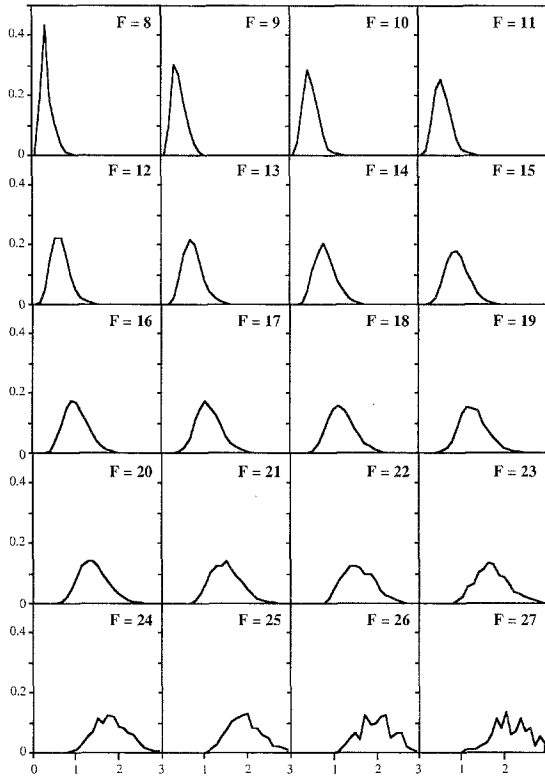 0.4
F = 8
F = 9
F = 10
F = 11
0.2
0
0.4
F = 12
F = 13
F = 14
F = 15
0.2
0
0.4
F = 16
F = 17
F = 18
F = 19
0.2
0
0.4
F = 20
F = 21
F = 22
F = 23
0.2
0
0.4
F = 24
F = 25
F = 26
F = 27
0.2
0
0 1 2 3 1 2 3 1 2 3 1 2 3